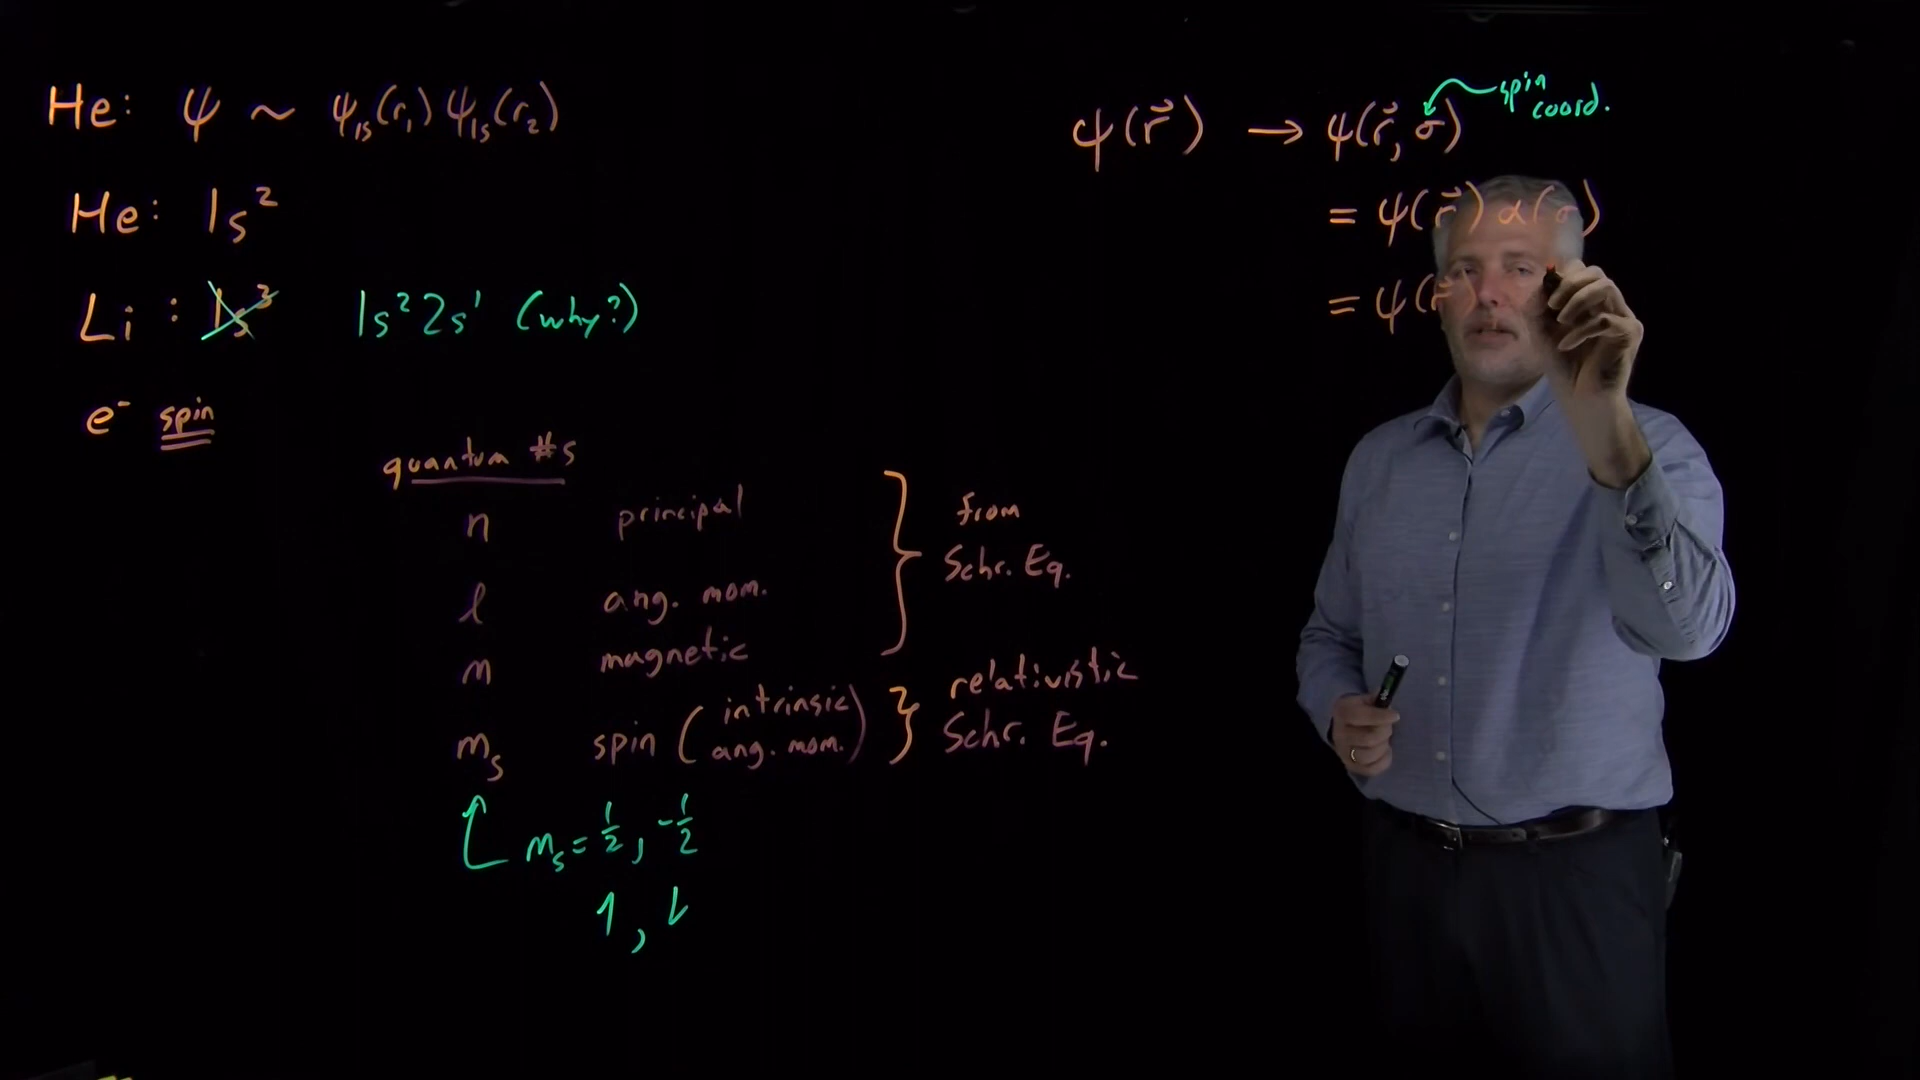 He: ψ ~ ψ₁ₛ(r₁) ψ₁ₛ(r₂)
He: 1s²
Li: 1s³ 1s² 2s¹ (why?)
e⁻ spin
quantum #s
n principal
l ang. mom.
m magnetic
from
Schr. Eq.
mₛ spin (intrinsic ang. mom.)
relativistic
Schr. Eq.
mₛ = 1/2, -1/2
↿, ⇂
ψ(r⃗) → ψ(r⃗, σ) spin coord.
= ψ(r⃗) α(σ)
= ψ(r⃗)